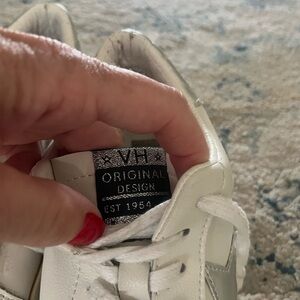 ★ VH ★
ORIGINAL
DESIGN
EST 1954